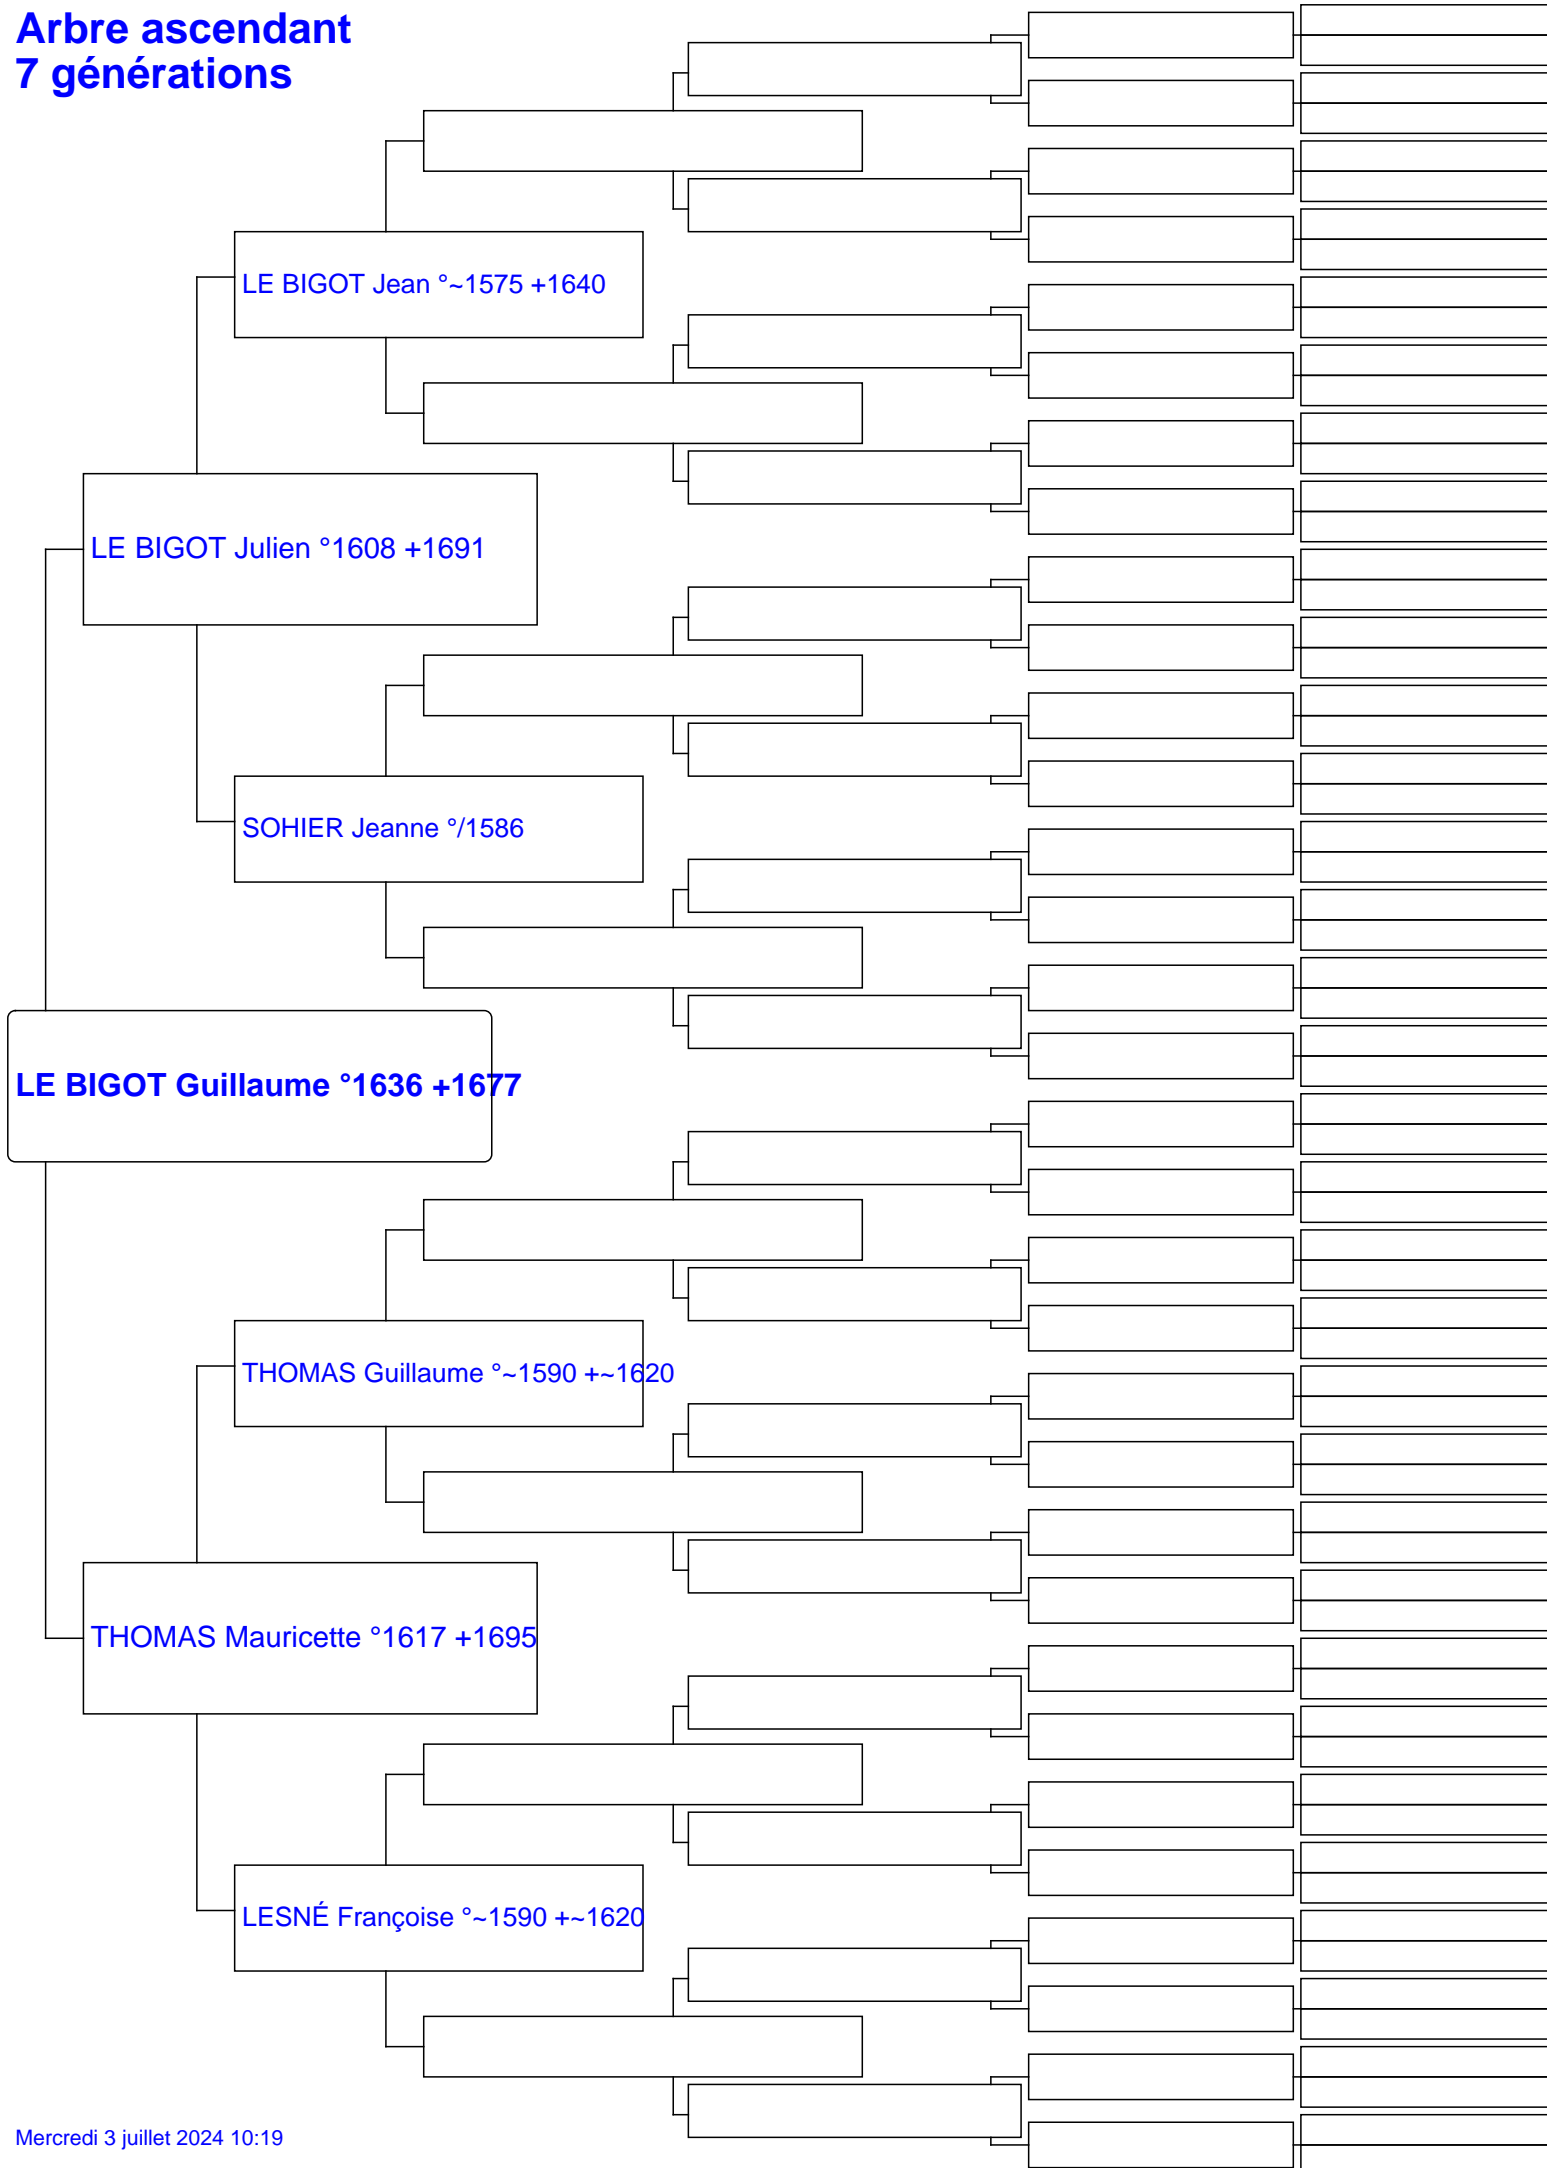 Arbre ascendant
7 générations
LE BIGOT Jean °~1575 +1640
LE BIGOT Julien °1608 +1691
SOHIER Jeanne °/1586
LE BIGOT Guillaume °1636 +1677
THOMAS Guillaume °~1590 +~1620
THOMAS Mauricette °1617 +1695
LESNÉ Françoise °~1590 +~1620
Mercredi 3 juillet 2024 10:19